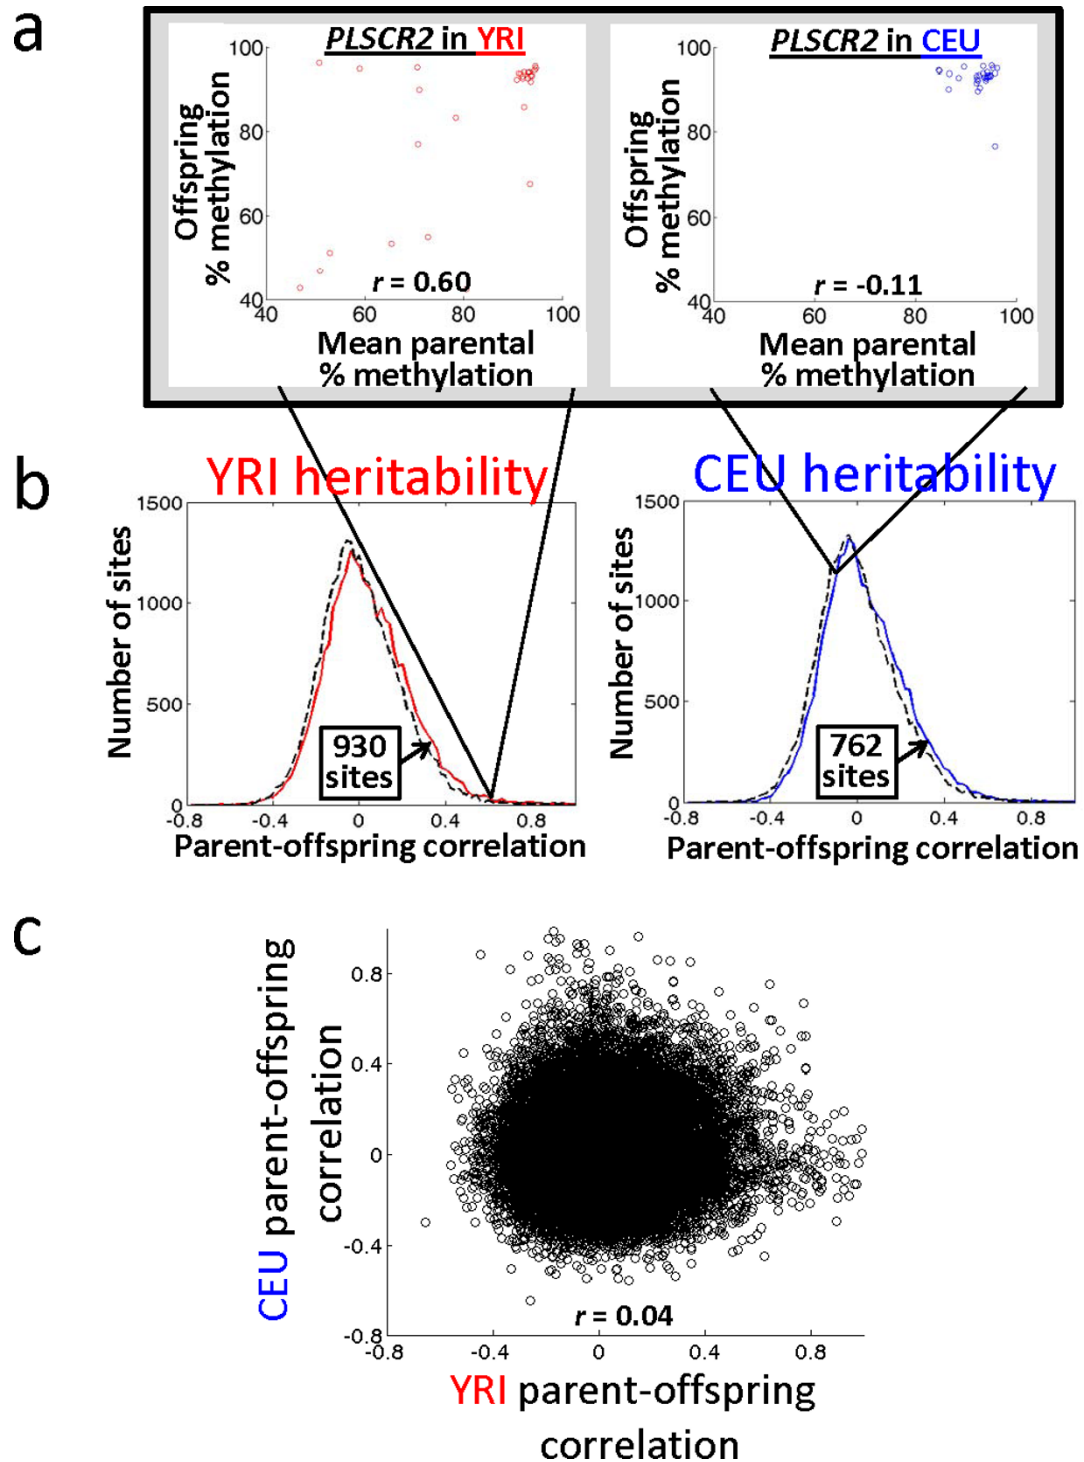 a
PLSCR2 in YRI
100
80
60
40
40
60
80
100
Offspring
% methylation
r = 0.60
Mean parental
% methylation
PLSCR2 in CEU
100
80
60
40
40
60
80
100
Offspring
% methylation
r = -0.11
Mean parental
% methylation
b
YRI heritability
1500
1000
500
0
-0.8
-0.4
0
0.4
0.8
Number of sites
930
sites
Parent-offspring correlation
CEU heritability
1500
1000
500
0
-0.8
-0.4
0
0.4
0.8
Number of sites
762
sites
Parent-offspring correlation
c
CEU parent-offspring
correlation
0.8
0.4
0
-0.4
-0.8
-0.8
-0.4
0
0.4
0.8
r = 0.04
YRI parent-offspring
correlation